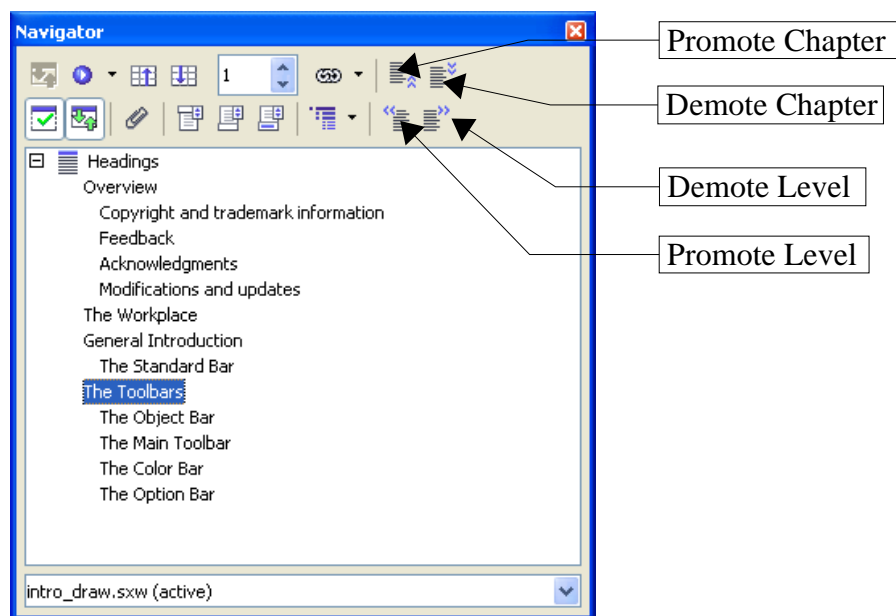 Navigator
1
Headings
Overview
Copyright and trademark information
Feedback
Acknowledgments
Modifications and updates
The Workplace
General Introduction
The Standard Bar
The Toolbars
The Object Bar
The Main Toolbar
The Color Bar
The Option Bar
intro_draw.sxw (active)
Promote Chapter
Demote Chapter
Demote Level
Promote Level